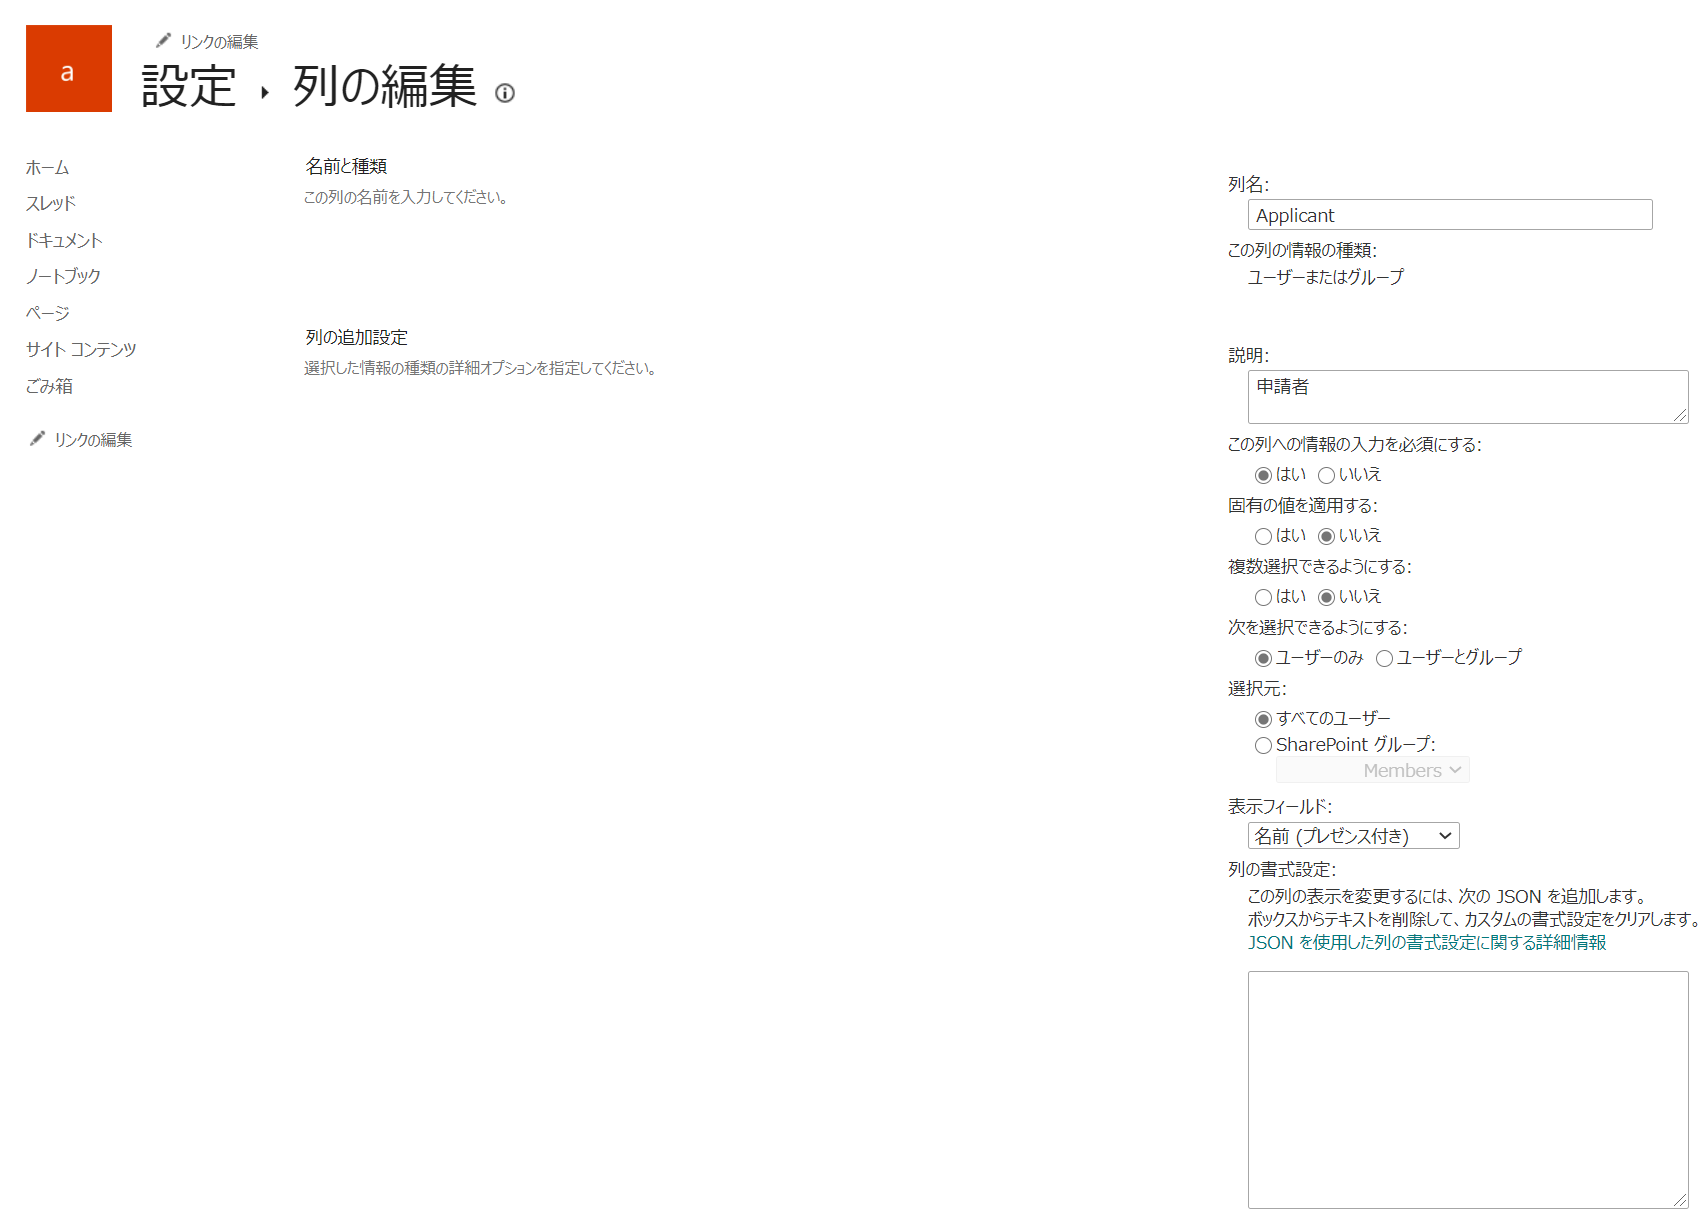 a
リンクの編集
設定 ▸ 列の編集
ホーム
スレッド
ドキュメント
ノートブック
ページ
サイト コンテンツ
ごみ箱
リンクの編集
名前と種類
この列の名前を入力してください。
列名:
Applicant
この列の情報の種類:
ユーザーまたはグループ
列の追加設定
選択した情報の種類の詳細オプションを指定してください。
説明:
申請者
この列への情報の入力を必須にする:
はい いいえ
固有の値を適用する:
はい いいえ
複数選択できるようにする:
はい いいえ
次を選択できるようにする:
ユーザーのみ ユーザーとグループ
選択元:
すべてのユーザー
SharePoint グループ:
Members
表示フィールド:
名前 (プレゼンス付き)
列の書式設定:
この列の表示を変更するには、次の JSON を追加します。
ボックスからテキストを削除して、カスタムの書式設定をクリアします。
JSON を使用した列の書式設定に関する詳細情報